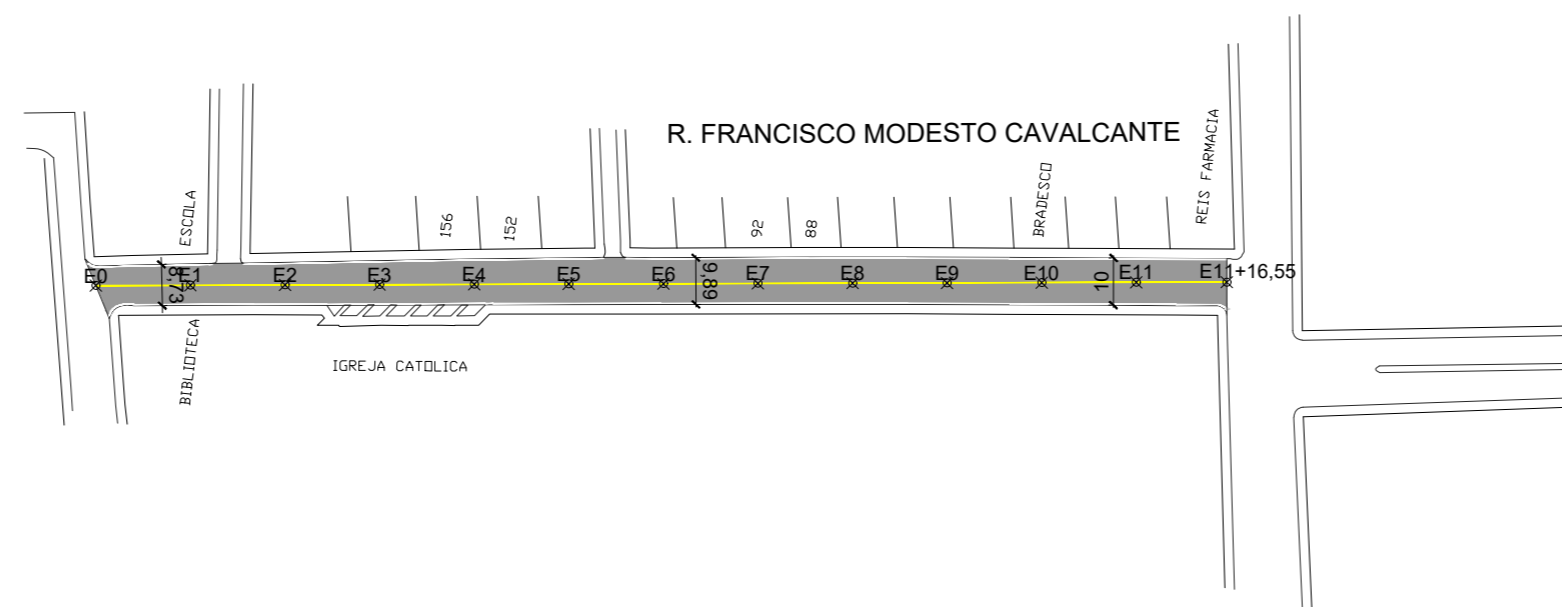 R. FRANCISCO MODESTO CAVALCANTE
ESCOLA
156
152
92
88
BRADESCO
REIS FARMACIA
E0
E1
E2
E3
E4
E5
E6
E7
E8
E9
E10
E11
E11+16,55
8,73
9,89
10
BIBLIOTECA
IGREJA CATOLICA